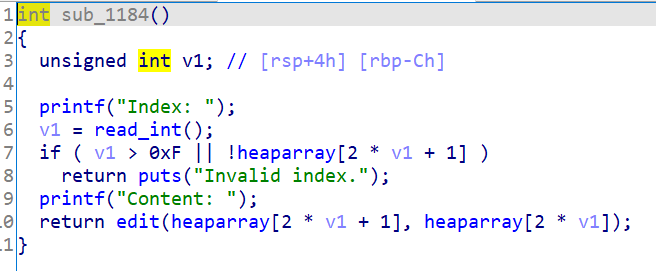 1 int sub_1184()
2 {
3   unsigned int v1; // [rsp+4h] [rbp-Ch]
4
5   printf("Index: ");
6   v1 = read_int();
7   if ( v1 > 0xF || !heaparray[2 * v1 + 1] )
8     return puts("Invalid index.");
9   printf("Content: ");
10   return edit(heaparray[2 * v1 + 1], heaparray[2 * v1]);
11 }